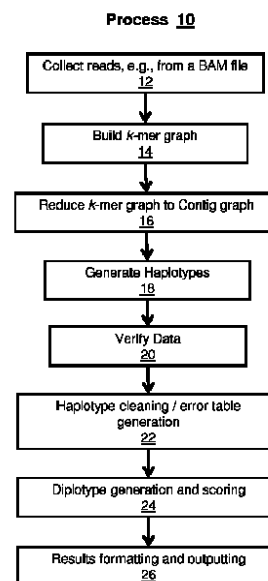 Process 10
Collect reads, e.g., from a BAM file
12
Build k-mer graph
14
Reduce k-mer graph to Contig graph
16
Generate Haplotypes
18
Verify Data
20
Haplotype cleaning / error table
generation
22
Diplotype generation and scoring
24
Results formatting and outputting
26